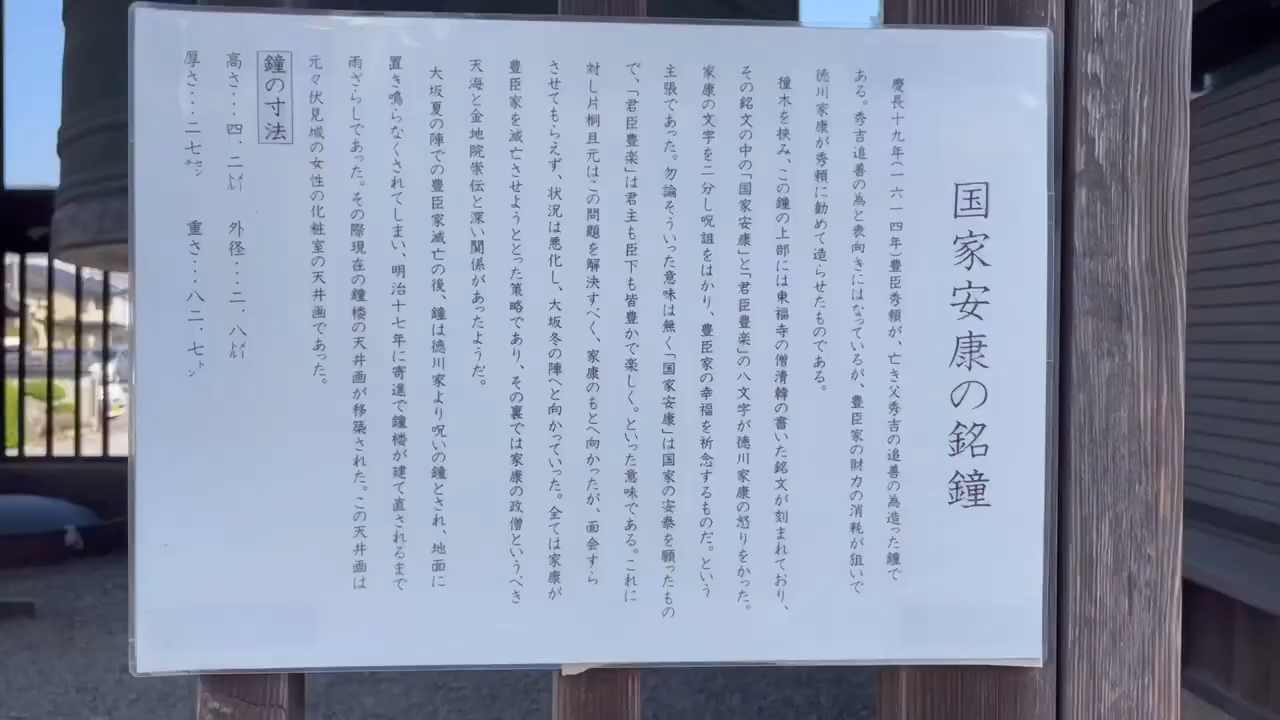 国家安康の銘鐘
慶長十九年(一六一四年)豊臣秀頼が、亡き父秀吉の追善の為造った鐘で
ある。秀吉追善の為と表向きにはなっているが、豊臣家の財力の消耗が狙いで
徳川家康が秀頼に勧めて造らせたものである。
撞木を挟み、この鐘の上部には東福寺の僧清韓の書いた銘文が刻まれており、
その銘文の中の「国家安康」と「君臣豊楽」の八文字が徳川家康の怒りをかった。
家康の文字を二分し呪詛をはかり、豊臣家の幸福を祈念するものだ。という
主張であった。勿論そういった意味は無く「国家安康」は国家の安泰を願ったもの
で、「君臣豊楽」は君主も臣下も皆豊かで楽しく。といった意味である。これに
対し片桐且元はこの問題を解決すべく、家康のもとへ向かったが、面会すら
させてもらえず、状況は悪化し、大坂冬の陣へと向かっていった。全ては家康が
豊臣家を滅亡させようととった策略であり、その裏では家康の政僧というべき
天海と金地院崇伝と深い関係があったようだ。
大坂夏の陣での豊臣家滅亡の後、鐘は徳川家より呪いの鐘とされ、地面に
置き鳴らなくされてしまい、明治十七年に寄進で鐘楼が建て直されるまで
雨ざらしであった。その際現在の鐘楼の天井画が移築された。この天井画は
元々伏見城の女性の化粧室の天井画であった。
鐘の寸法
高さ…四.二㍍ 外径…二.八㍍
厚さ…二七㌢ 重さ…八二.七㌧